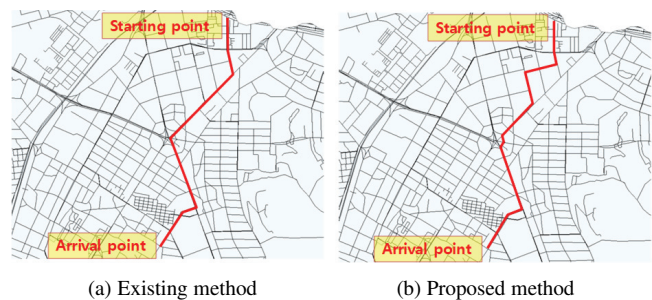 Starting point
Starting point
Arrival point
Arrival point
(a) Existing method
(b) Proposed method